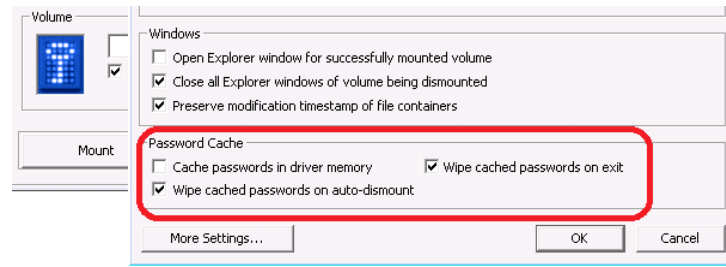 Volume
Windows
Open Explorer window for successfully mounted volume
Close all Explorer windows of volume being dismounted
Preserve modification timestamp of file containers
Password Cache
Cache passwords in driver memory Wipe cached passwords on exit
Mount
Wipe cached passwords on auto-dismount
More Settings... OK Cancel